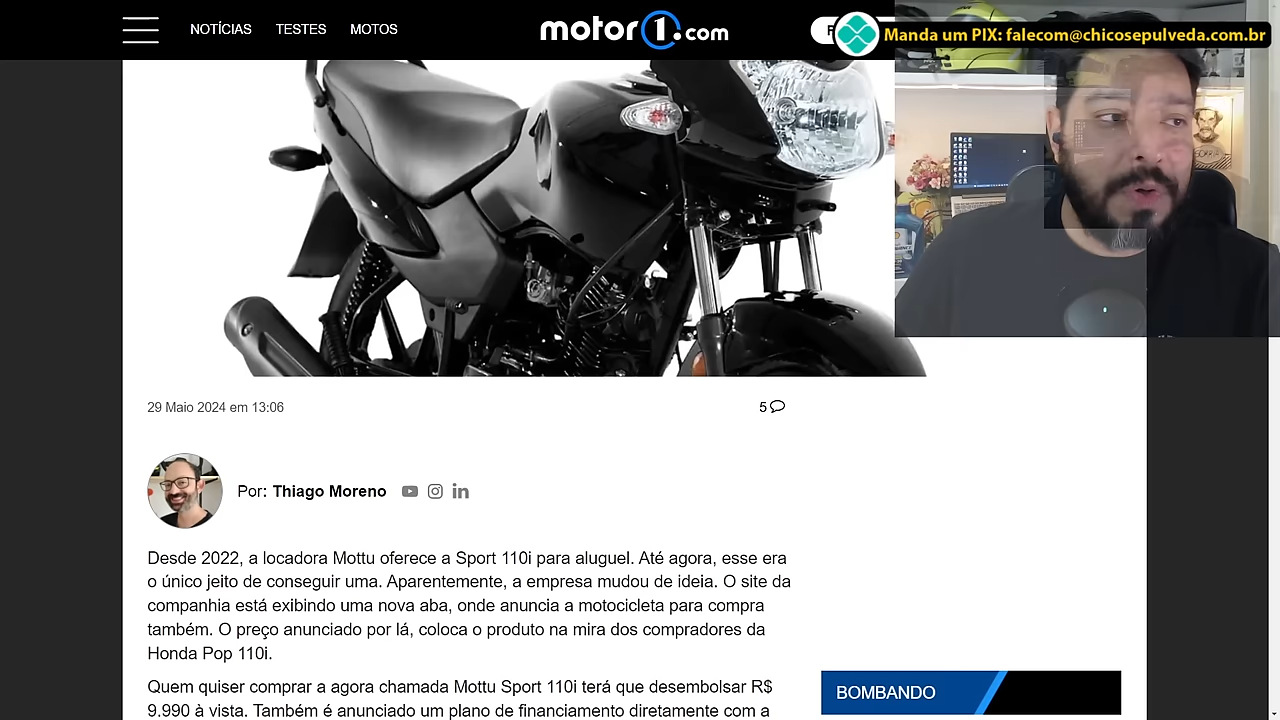 NOTÍCIAS TESTES MOTOS motor1.com
Manda um PIX: falecom@chicosepulveda.com.br
29 Maio 2024 em 13:06 5
Por: Thiago Moreno
Desde 2022, a locadora Mottu oferece a Sport 110i para aluguel. Até agora, esse era
o único jeito de conseguir uma. Aparentemente, a empresa mudou de ideia. O site da
companhia está exibindo uma nova aba, onde anuncia a motocicleta para compra
também. O preço anunciado por lá, coloca o produto na mira dos compradores da
Honda Pop 110i.
Quem quiser comprar a agora chamada Mottu Sport 110i terá que desembolsar R$
9.990 à vista. Também é anunciado um plano de financiamento diretamente com a
BOMBANDO